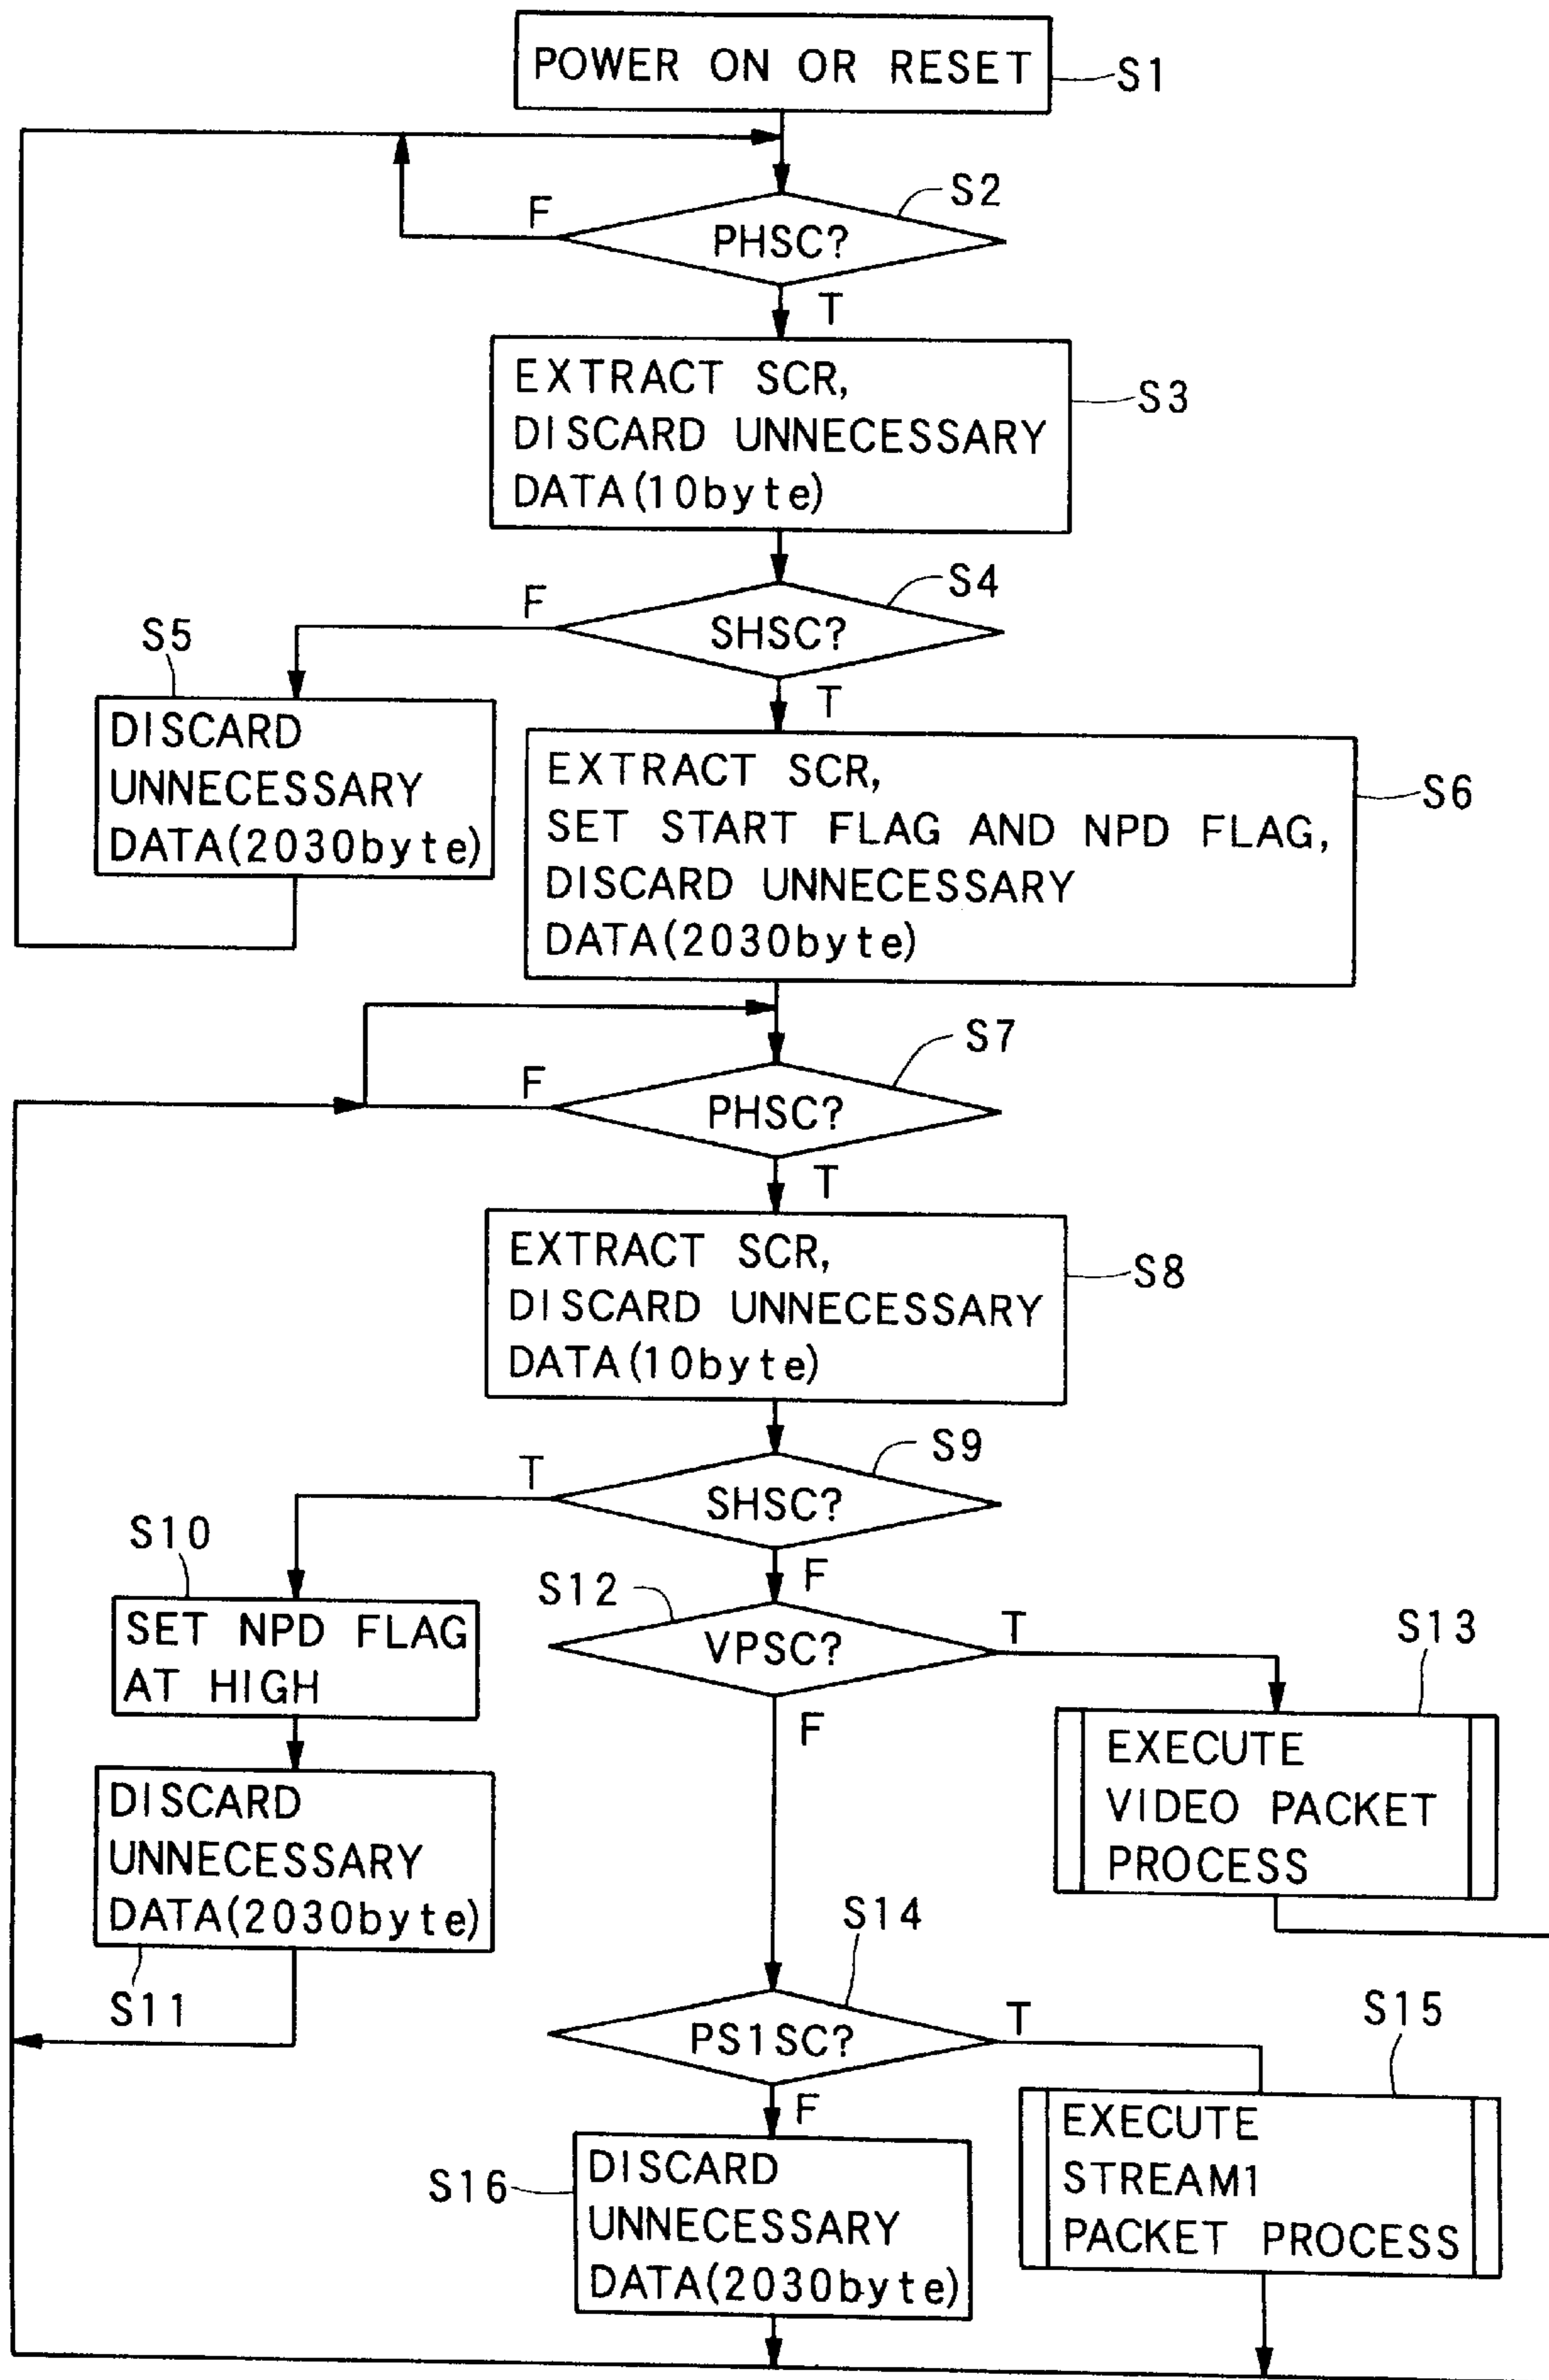 POWER ON OR RESET
S1
S2
F
PHSC?
T
EXTRACT SCR,
DISCARD UNNECESSARY
DATA(10byte)
S3
S4
F
SHSC?
T
S5
DISCARD
UNNECESSARY
DATA(2030byte)
EXTRACT SCR,
SET START FLAG AND NPD FLAG,
DISCARD UNNECESSARY
DATA(2030byte)
S6
S7
F
PHSC?
T
EXTRACT SCR,
DISCARD UNNECESSARY
DATA(10byte)
S8
S9
T
SHSC?
F
S10
SET NPD FLAG
AT HIGH
DISCARD
UNNECESSARY
DATA(2030byte)
S11
S12
VPSC?
T
F
S13
EXECUTE
VIDEO PACKET
PROCESS
S14
PS1SC?
T
F
S15
EXECUTE
STREAM1
PACKET PROCESS
S16
DISCARD
UNNECESSARY
DATA(2030byte)